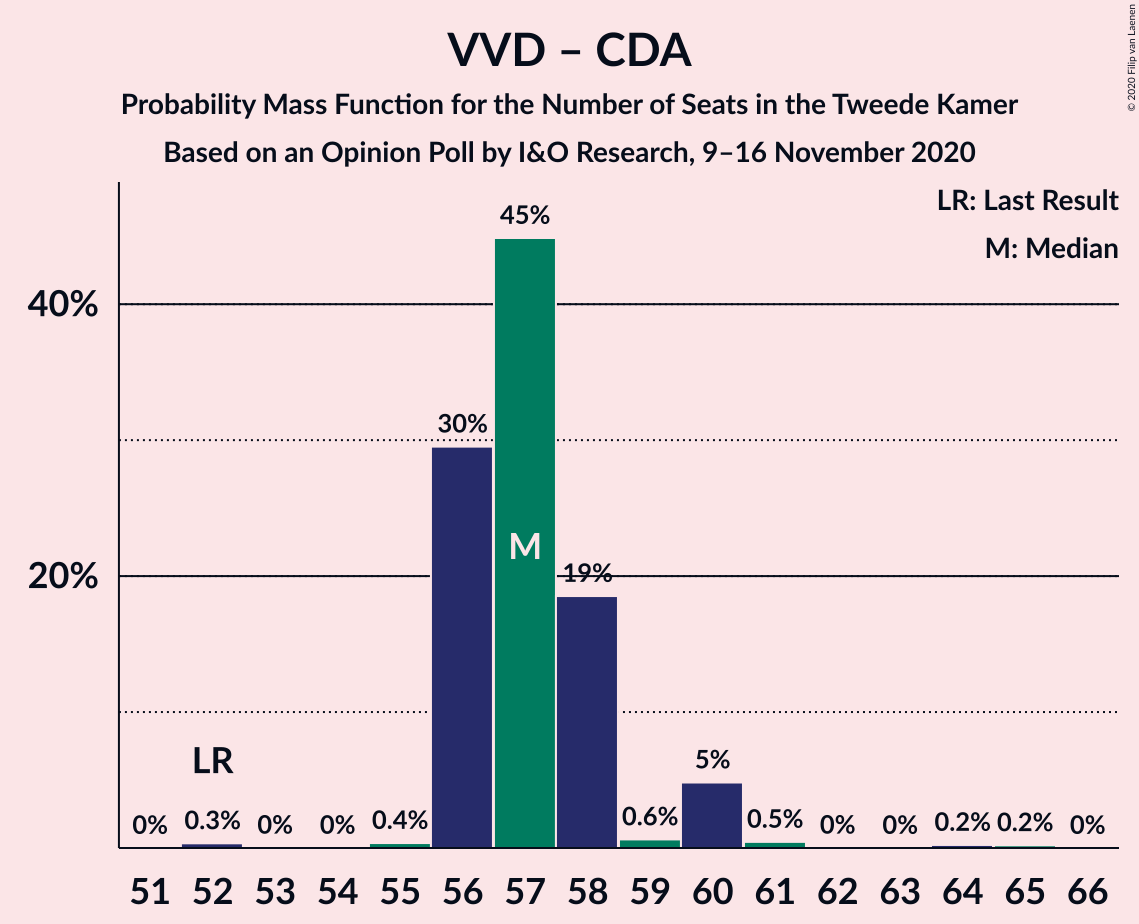 VVD – CDA
Probability Mass Function for the Number of Seats in the Tweede Kamer
Based on an Opinion Poll by I&O Research, 9–16 November 2020
© 2020 Filip van Laenen
LR: Last Result
M: Median
45%
40%
30%
M
20%
19%
LR
5%
0% 0.3% 0% 0% 0.4% 0.6% 0.5% 0% 0% 0.2% 0.2% 0%
51 52 53 54 55 56 57 58 59 60 61 62 63 64 65 66